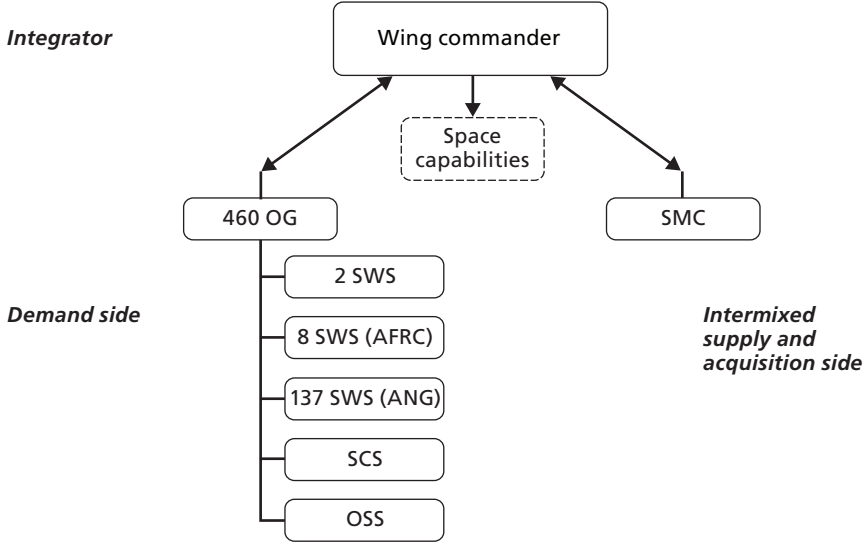 Integrator
Wing commander
Space
capabilities
460 OG
SMC
2 SWS
Demand side
8 SWS (AFRC)
Intermixed
supply and
acquisition side
137 SWS (ANG)
SCS
OSS